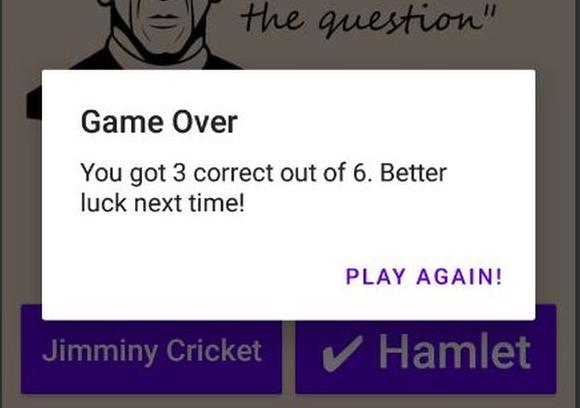 the question"
Game Over
You got 3 correct out of 6. Better
luck next time!
PLAY AGAIN!
Jimminy Cricket
✔ Hamlet